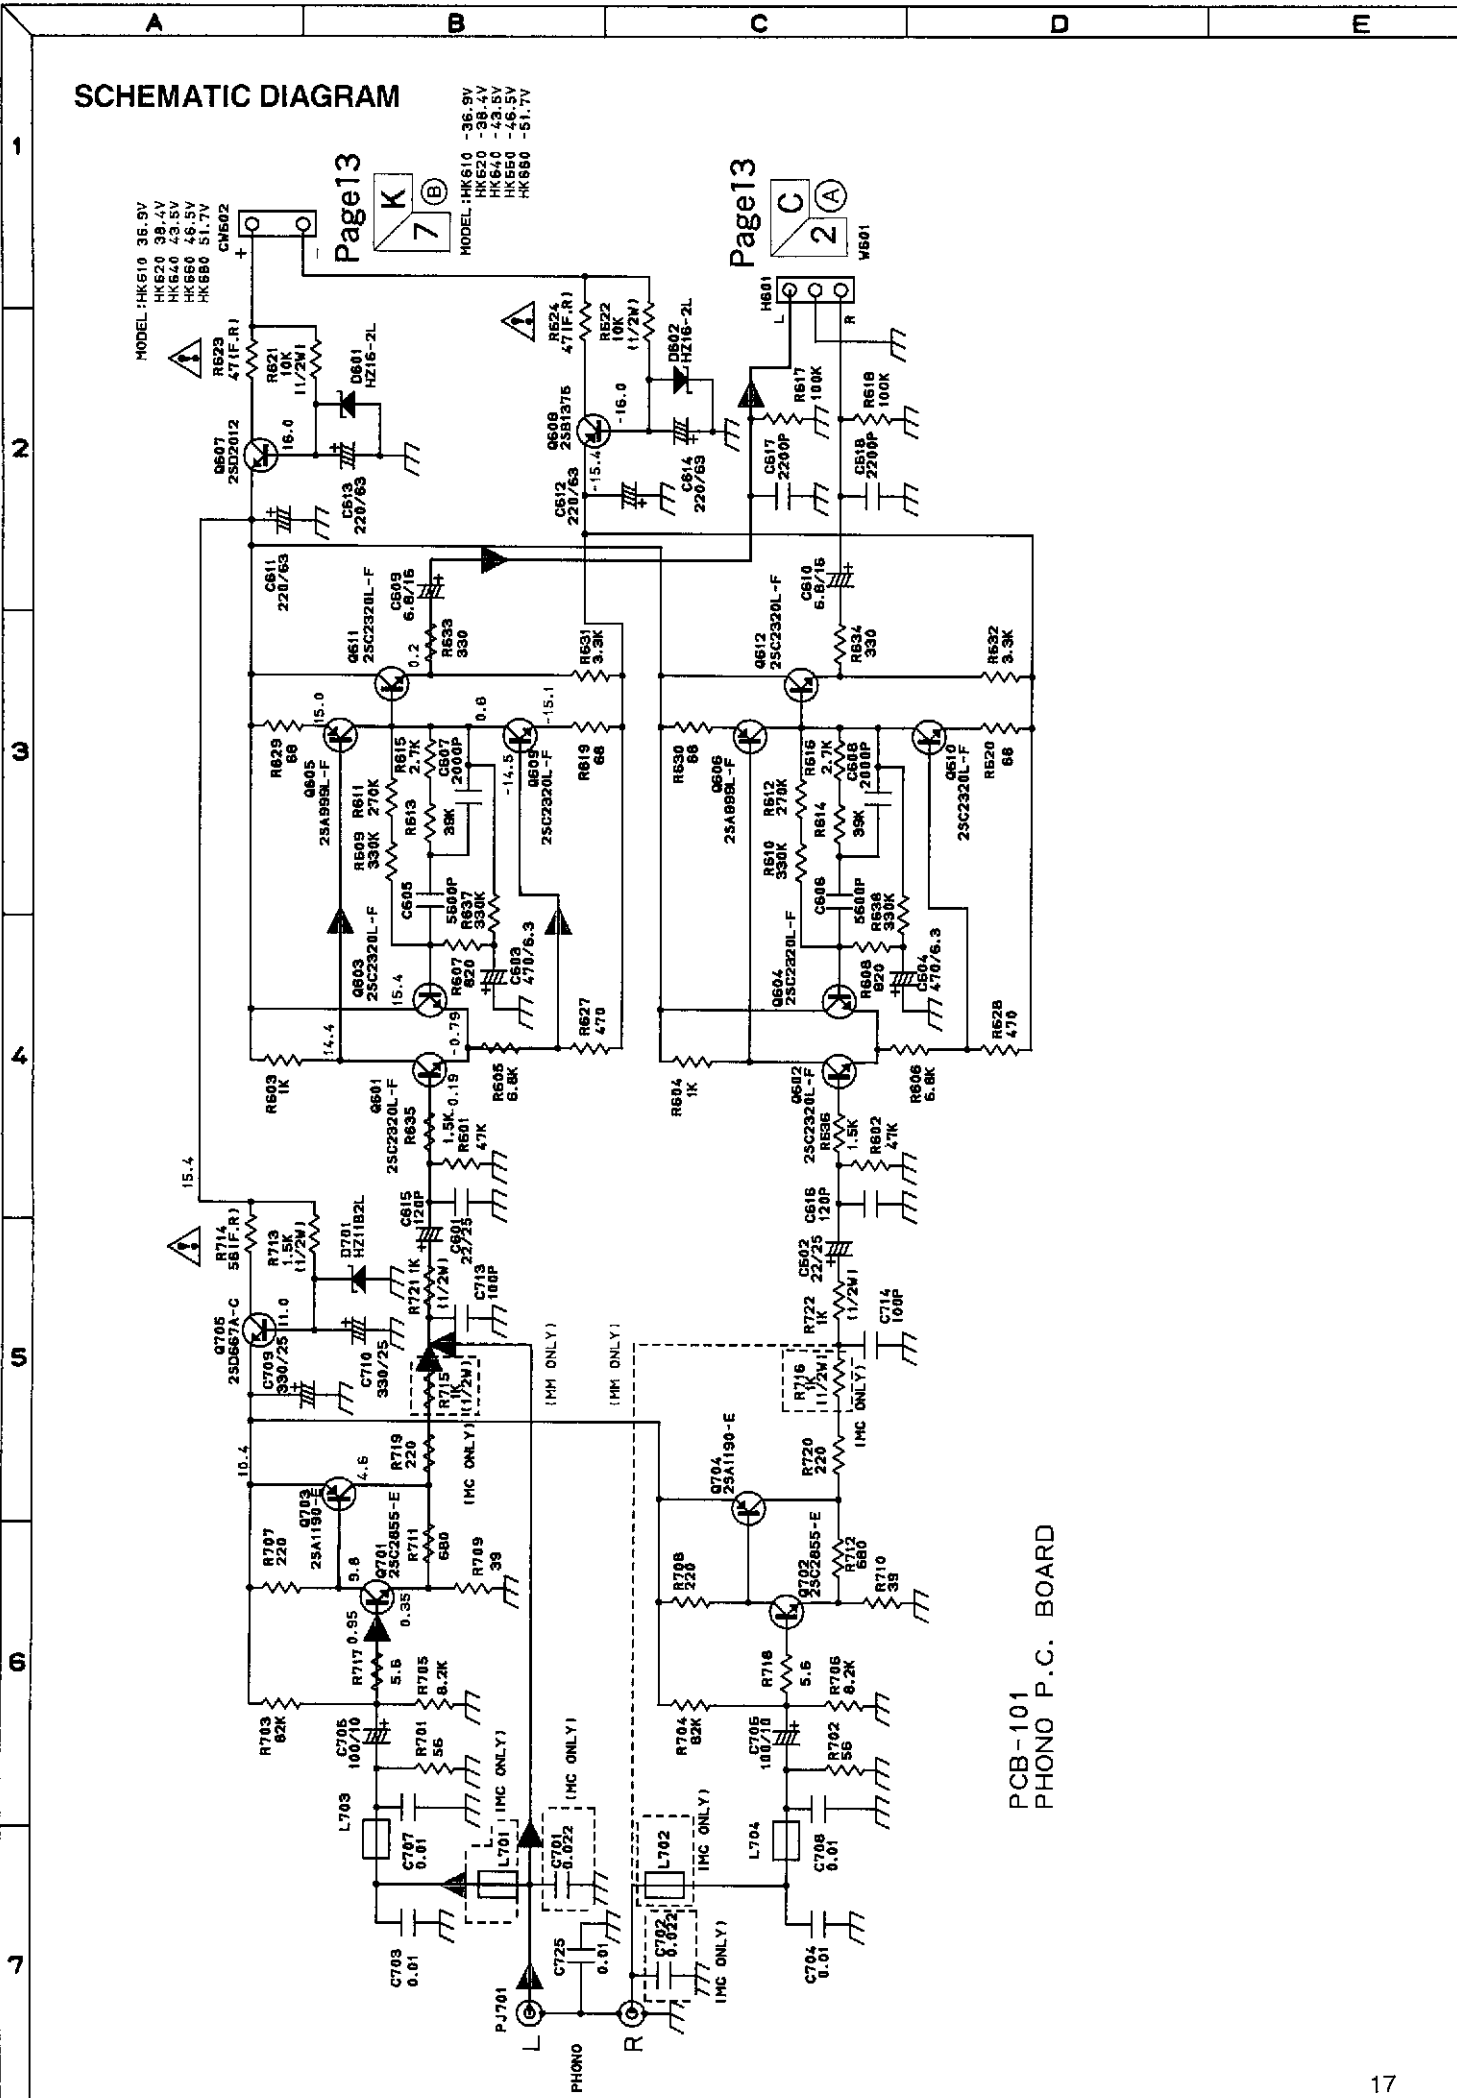 A B C D E
SCHEMATIC DIAGRAM
1
2
3
4
5
6
7
MODEL:HK610 36.9V
HK620 38.4V
HK640 43.5V
HK660 46.5V
HK680 51.7V
CW602
+
-
Page13
K
7
B
MODEL:HK610 -36.9V
HK620 -38.4V
HK640 -43.5V
HK660 -46.5V
HK680 -51.7V
Page13
C
2
A
W601
H601
L
R
R623
47(F.R)
R621
10K
(1/2W)
D601
HZ16-2L
Q607
2SD2012
16.0
C613
220/63
C611
220/63
R624
47(F.R)
R622
10K
(1/2W)
D602
HZ16-2L
Q608
2SB1375
-16.0
-15.4
C612
220/63
C614
220/63
R617
100K
R618
100K
C617
2200P
C618
2200P
C609
6.8/16
C610
6.8/16
Q611
2SC2320L-F
0.2
R633
330
R631
3.3K
Q612
2SC2320L-F
R634
330
R632
3.3K
R629
68
15.0
Q605
2SA999L-F
R611
270K
R615
2.7K
C607
2000P
0.6
-14.5
-15.1
Q609
2SC2320L-F
R619
68
R609
330K
R613
39K
C605
5600P
R637
330K
R630
68
Q606
2SA999L-F
R612
270K
R616
2.7K
C608
2000P
Q610
2SC2320L-F
R620
68
R610
330K
R614
39K
C606
5600P
R638
330K
Q603
2SC2320L-F
15.4
R607
820
C603
470/6.3
R627
470
Q604
2SC2320L-F
R608
820
C604
470/6.3
R628
470
R603
1K
14.4
Q601
2SC2320L-F
-0.79
R605
6.8K
-0.19
R635
1.5K
R601
47K
R604
1K
Q602
2SC2320L-F
R636
1.5K
R602
47K
R606
6.8K
15.4
R714
56(F.R)
R713
1.5K
(1/2W)
D701
HZ11B2L
C615
120P
C601
22/25
R721 1K
(1/2W)
C713
100P
C616
120P
C602
22/25
R722
1K
(1/2W)
C714
100P
Q705
2SD667A-C
11.0
C709
330/25
C710
330/25
R715
1K
(1/2W)
(MC ONLY)
(MM ONLY)
(MM ONLY)
R716
1K
(1/2W)
(MC ONLY)
10.4
4.6
Q703
2SA1190-E
R719
220
Q704
2SA1190-E
R720
220
R707
220
9.8
Q701
2SC2855-E
R711
680
R709
39
0.35
0.95
R708
220
Q702
2SC2855-E
R712
680
R710
39
R717
5.6
R705
8.2K
R703
82K
C705
100/10
R701
56
R718
5.6
R706
8.2K
R704
82K
C706
100/10
R702
56
L703
C707
0.01
L701
(MC ONLY)
C701
0.022
(MC ONLY)
L702
(MC ONLY)
L704
C708
0.01
C703
0.01
C725
0.01
C702
0.022
(MC ONLY)
C704
0.01
PJ701
L
R
PHONO
PCB-101
PHONO P.C. BOARD
17